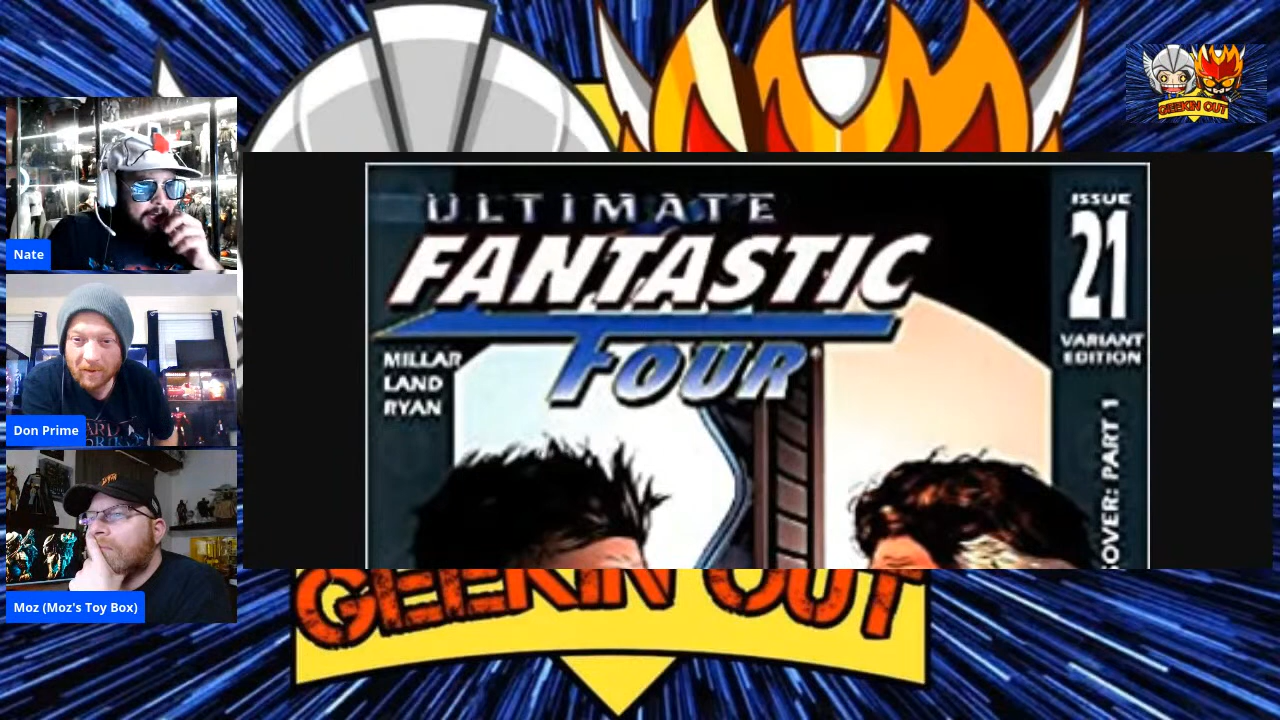 GEEKIN OUT
Nate
Don Prime
Moz (Moz's Toy Box)
ULTIMATE
FANTASTIC
FOUR
MILLAR
LAND
RYAN
ISSUE
21
VARIANT
EDITION
OVER: PART 1
GEEKIN OUT